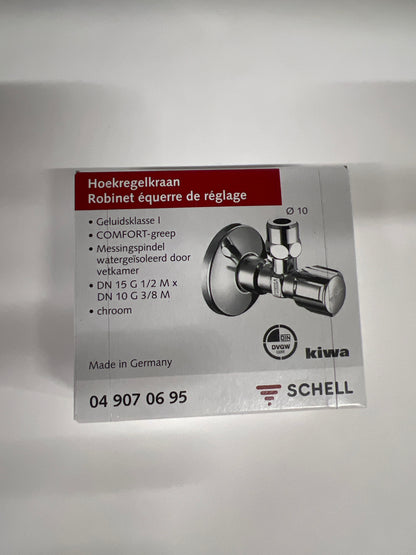 Hoekregelkraan
Robinet équerre de réglage
• Geluidsklasse I
• COMFORT-greep
• Messingspindel
watergeïsoleerd door
vetkamer
• DN 15 G 1/2 M x
DN 10 G 3/8 M
• chroom
Ø 10
DIN
DVGW
kiwa
Made in Germany
04 907 06 95
SCHELL